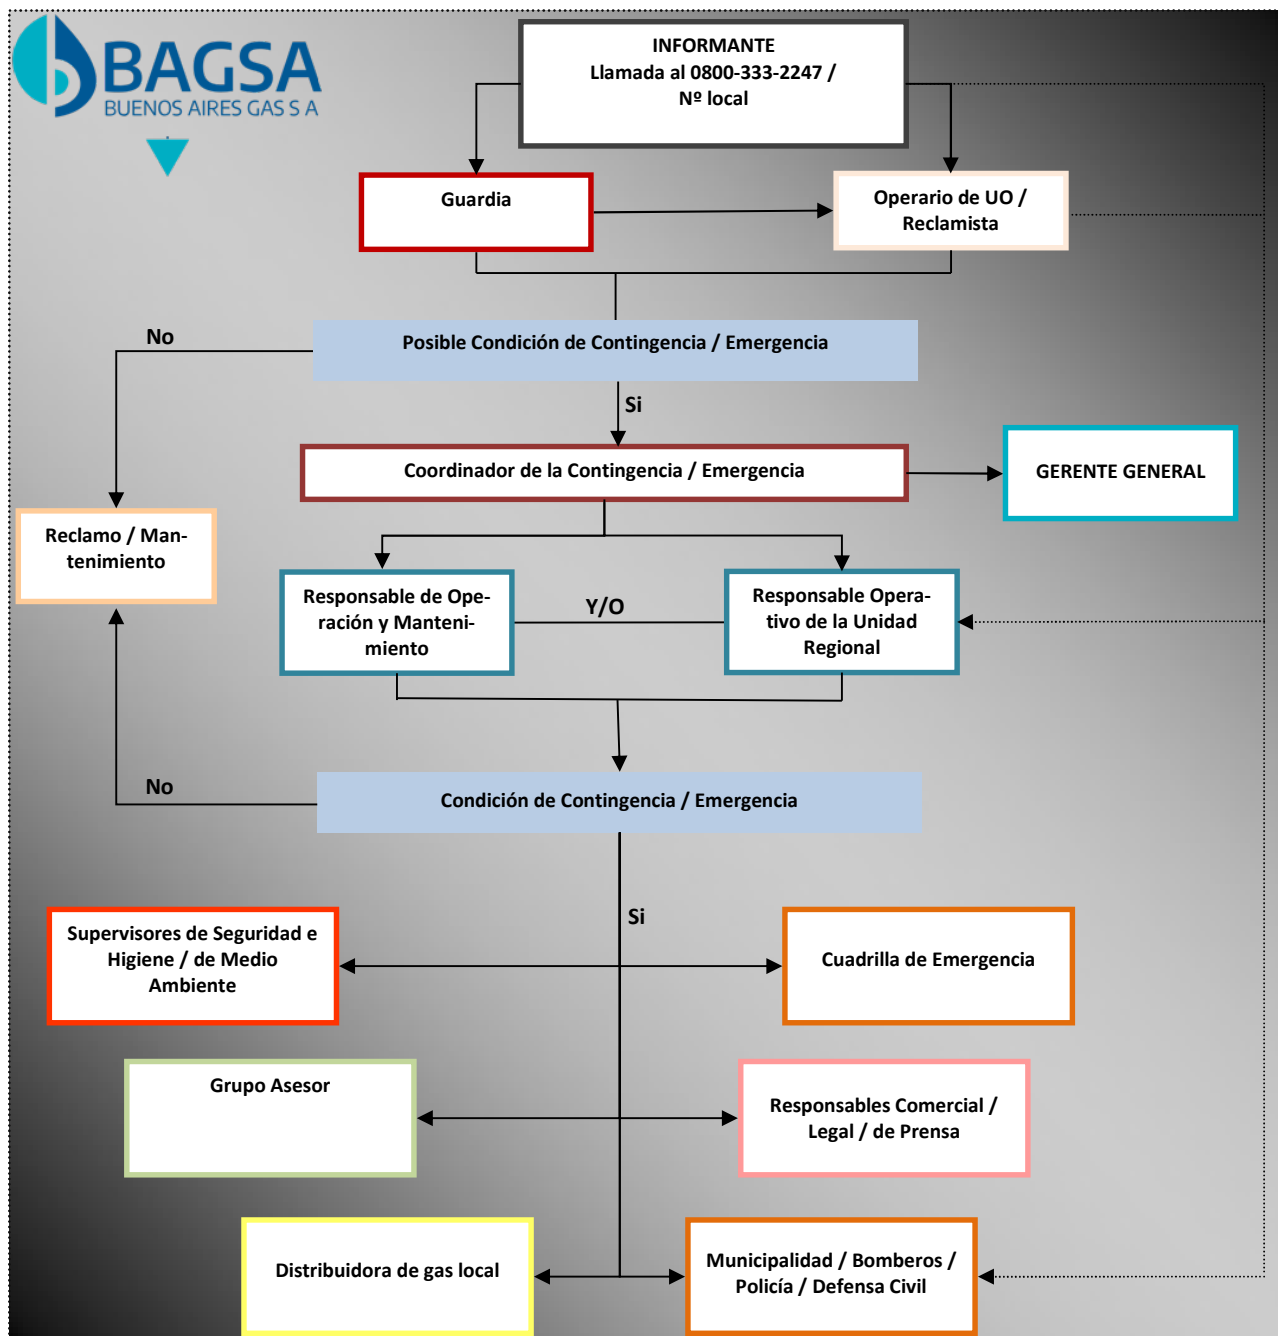 BAGSA
BUENOS AIRES GAS S A
INFORMANTE
Llamada al 0800-333-2247 /
Nº local
Guardia
Operario de UO /
Reclamista
No
Posible Condición de Contingencia / Emergencia
Si
Coordinador de la Contingencia / Emergencia
GERENTE GENERAL
Reclamo / Man-
tenimiento
Responsable de Ope-
ración y Manteni-
miento
Y/O
Responsable Opera-
tivo de la Unidad
Regional
No
Condición de Contingencia / Emergencia
Si
Supervisores de Seguridad e
Higiene / de Medio
Ambiente
Cuadrilla de Emergencia
Grupo Asesor
Responsables Comercial /
Legal / de Prensa
Distribuidora de gas local
Municipalidad / Bomberos /
Policía / Defensa Civil